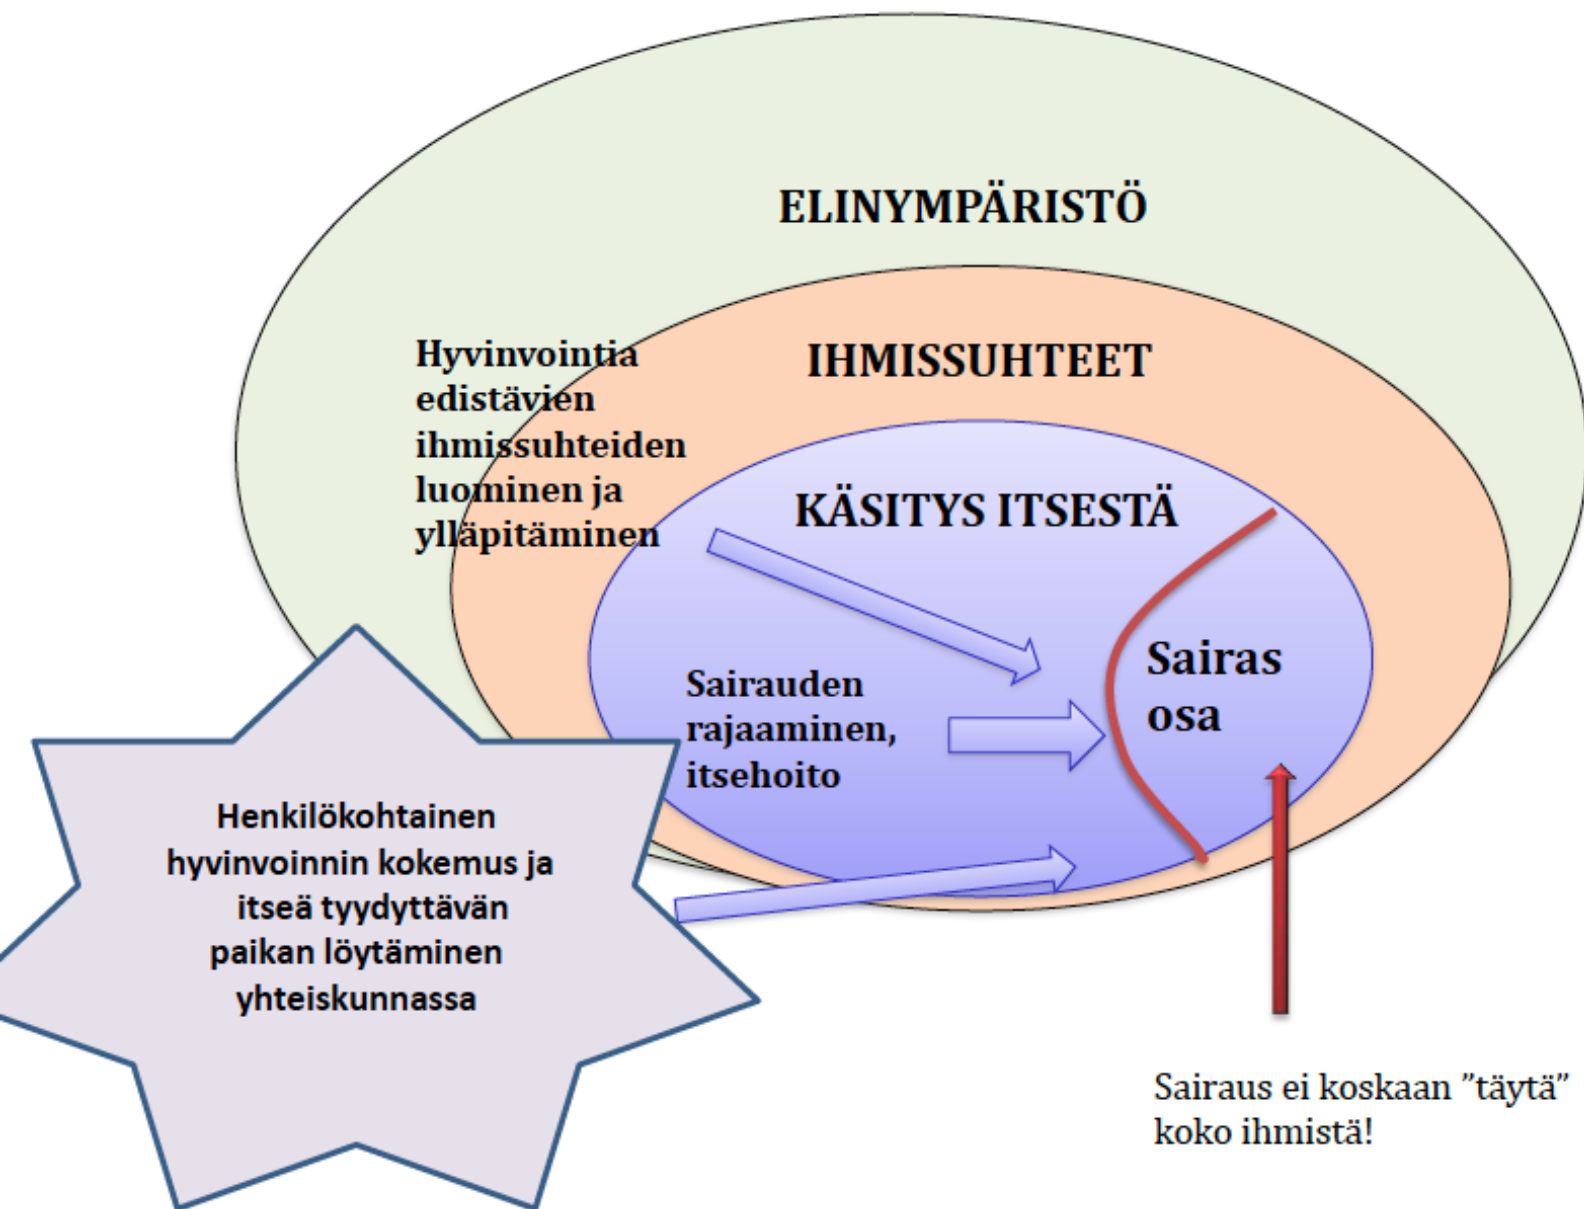 ELINYMPÄRISTÖ
IHMISSUHTEET
Hyvinvointia
edistävien
ihmissuhteiden
luominen ja
ylläpitäminen
KÄSITYS ITSESTÄ
Sairauden
rajaaminen,
itsehoito
Sairas
osa
Henkilökohtainen
hyvinvoinnin kokemus ja
itseä tyydyttävän
paikan löytäminen
yhteiskunnassa
Sairaus ei koskaan ”täytä”
koko ihmistä!